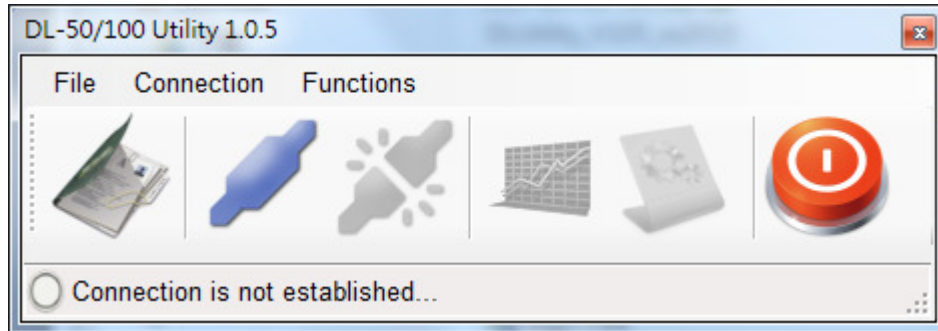 DL-50/100 Utility 1.0.5
File Connection Functions
Connection is not established...